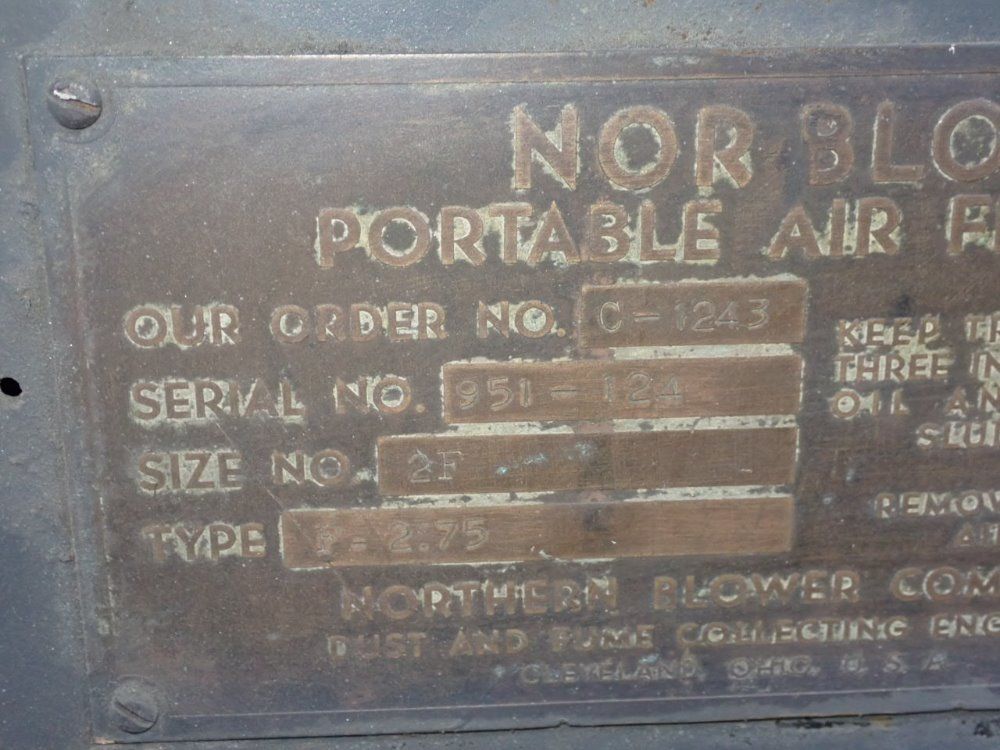 NOR BLO
PORTABLE AIR F
OUR ORDER NO. C-1243
SERIAL NO. 951-124
SIZE NO. 2F
TYPE P-2.75
KEEP T
THREE IN
OIL AN
SLU
REMOV
NORTHERN BLOWER COM
DUST AND FUME COLLECTING ENG
CLEVELAND, OHIO, U.S.A.